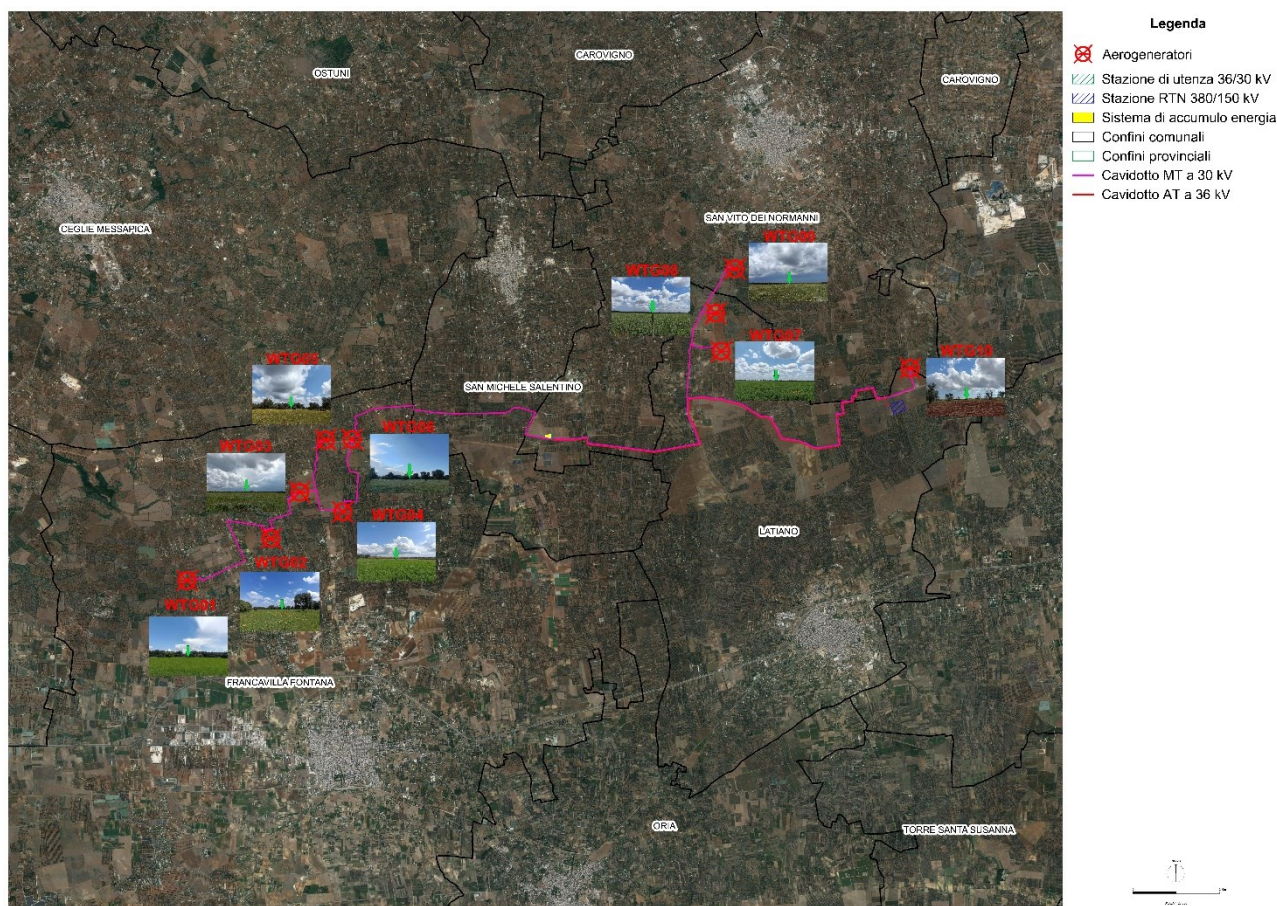 CAROVIGNO
OSTUNI
CAROVIGNO
CEGLIE MESSAPICA
SAN VITO DEI NORMANNI
WTG09
WTG08
WTG07
WTG10
WTG05
SAN MICHELE SALENTINO
WTG03
WTG06
WTG04
LATIANO
WTG02
WTG01
FRANCAVILLA FONTANA
ORIA
TORRE SANTA SUSANNA
Legenda
Aerogeneratori
Stazione di utenza 36/30 kV
Stazione RTN 380/150 kV
Sistema di accumulo energia
Confini comunali
Confini provinciali
Cavidotto MT a 30 kV
Cavidotto AT a 36 kV